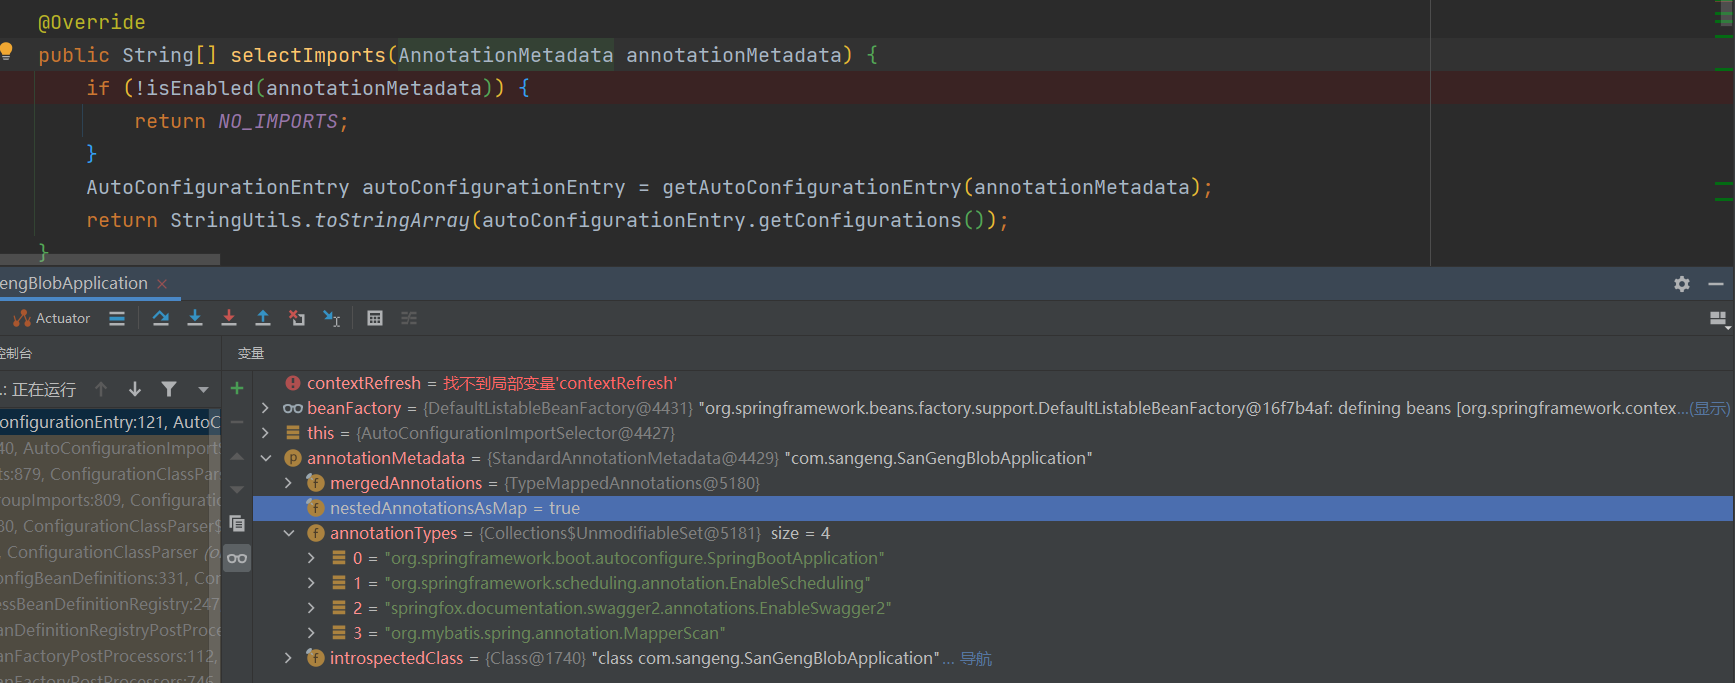 @Override
public String[] selectImports(AnnotationMetadata annotationMetadata) {
if (!isEnabled(annotationMetadata)) {
return NO_IMPORTS;
}
AutoConfigurationEntry autoConfigurationEntry = getAutoConfigurationEntry(annotationMetadata);
return StringUtils.toStringArray(autoConfigurationEntry.getConfigurations());
}
engBlobApplication ×
Actuator
控制台
变量
.: 正在运行
onfigurationEntry:121, AutoC
40, AutoConfigurationImport
ts:879, ConfigurationClassPar
oupImports:809, Configuratio
30, ConfigurationClassParser$
, ConfigurationClassParser (o
onfigBeanDefinitions:331, Cor
essBeanDefinitionRegistry:247
anDefinitionRegistryPostProce
anFactoryPostProcessors:112,
anFactoryPostProcessors:746
contextRefresh = 找不到局部变量'contextRefresh'
beanFactory = {DefaultListableBeanFactory@4431} "org.springframework.beans.factory.support.DefaultListableBeanFactory@16f7b4af: defining beans [org.springframework.contex...(显示)
this = {AutoConfigurationImportSelector@4427}
annotationMetadata = {StandardAnnotationMetadata@4429} "com.sangeng.SanGengBlobApplication"
mergedAnnotations = {TypeMappedAnnotations@5180}
nestedAnnotationsAsMap = true
annotationTypes = {Collections$UnmodifiableSet@5181} size = 4
0 = "org.springframework.boot.autoconfigure.SpringBootApplication"
1 = "org.springframework.scheduling.annotation.EnableScheduling"
2 = "springfox.documentation.swagger2.annotations.EnableSwagger2"
3 = "org.mybatis.spring.annotation.MapperScan"
introspectedClass = {Class@1740} "class com.sangeng.SanGengBlobApplication"... 导航